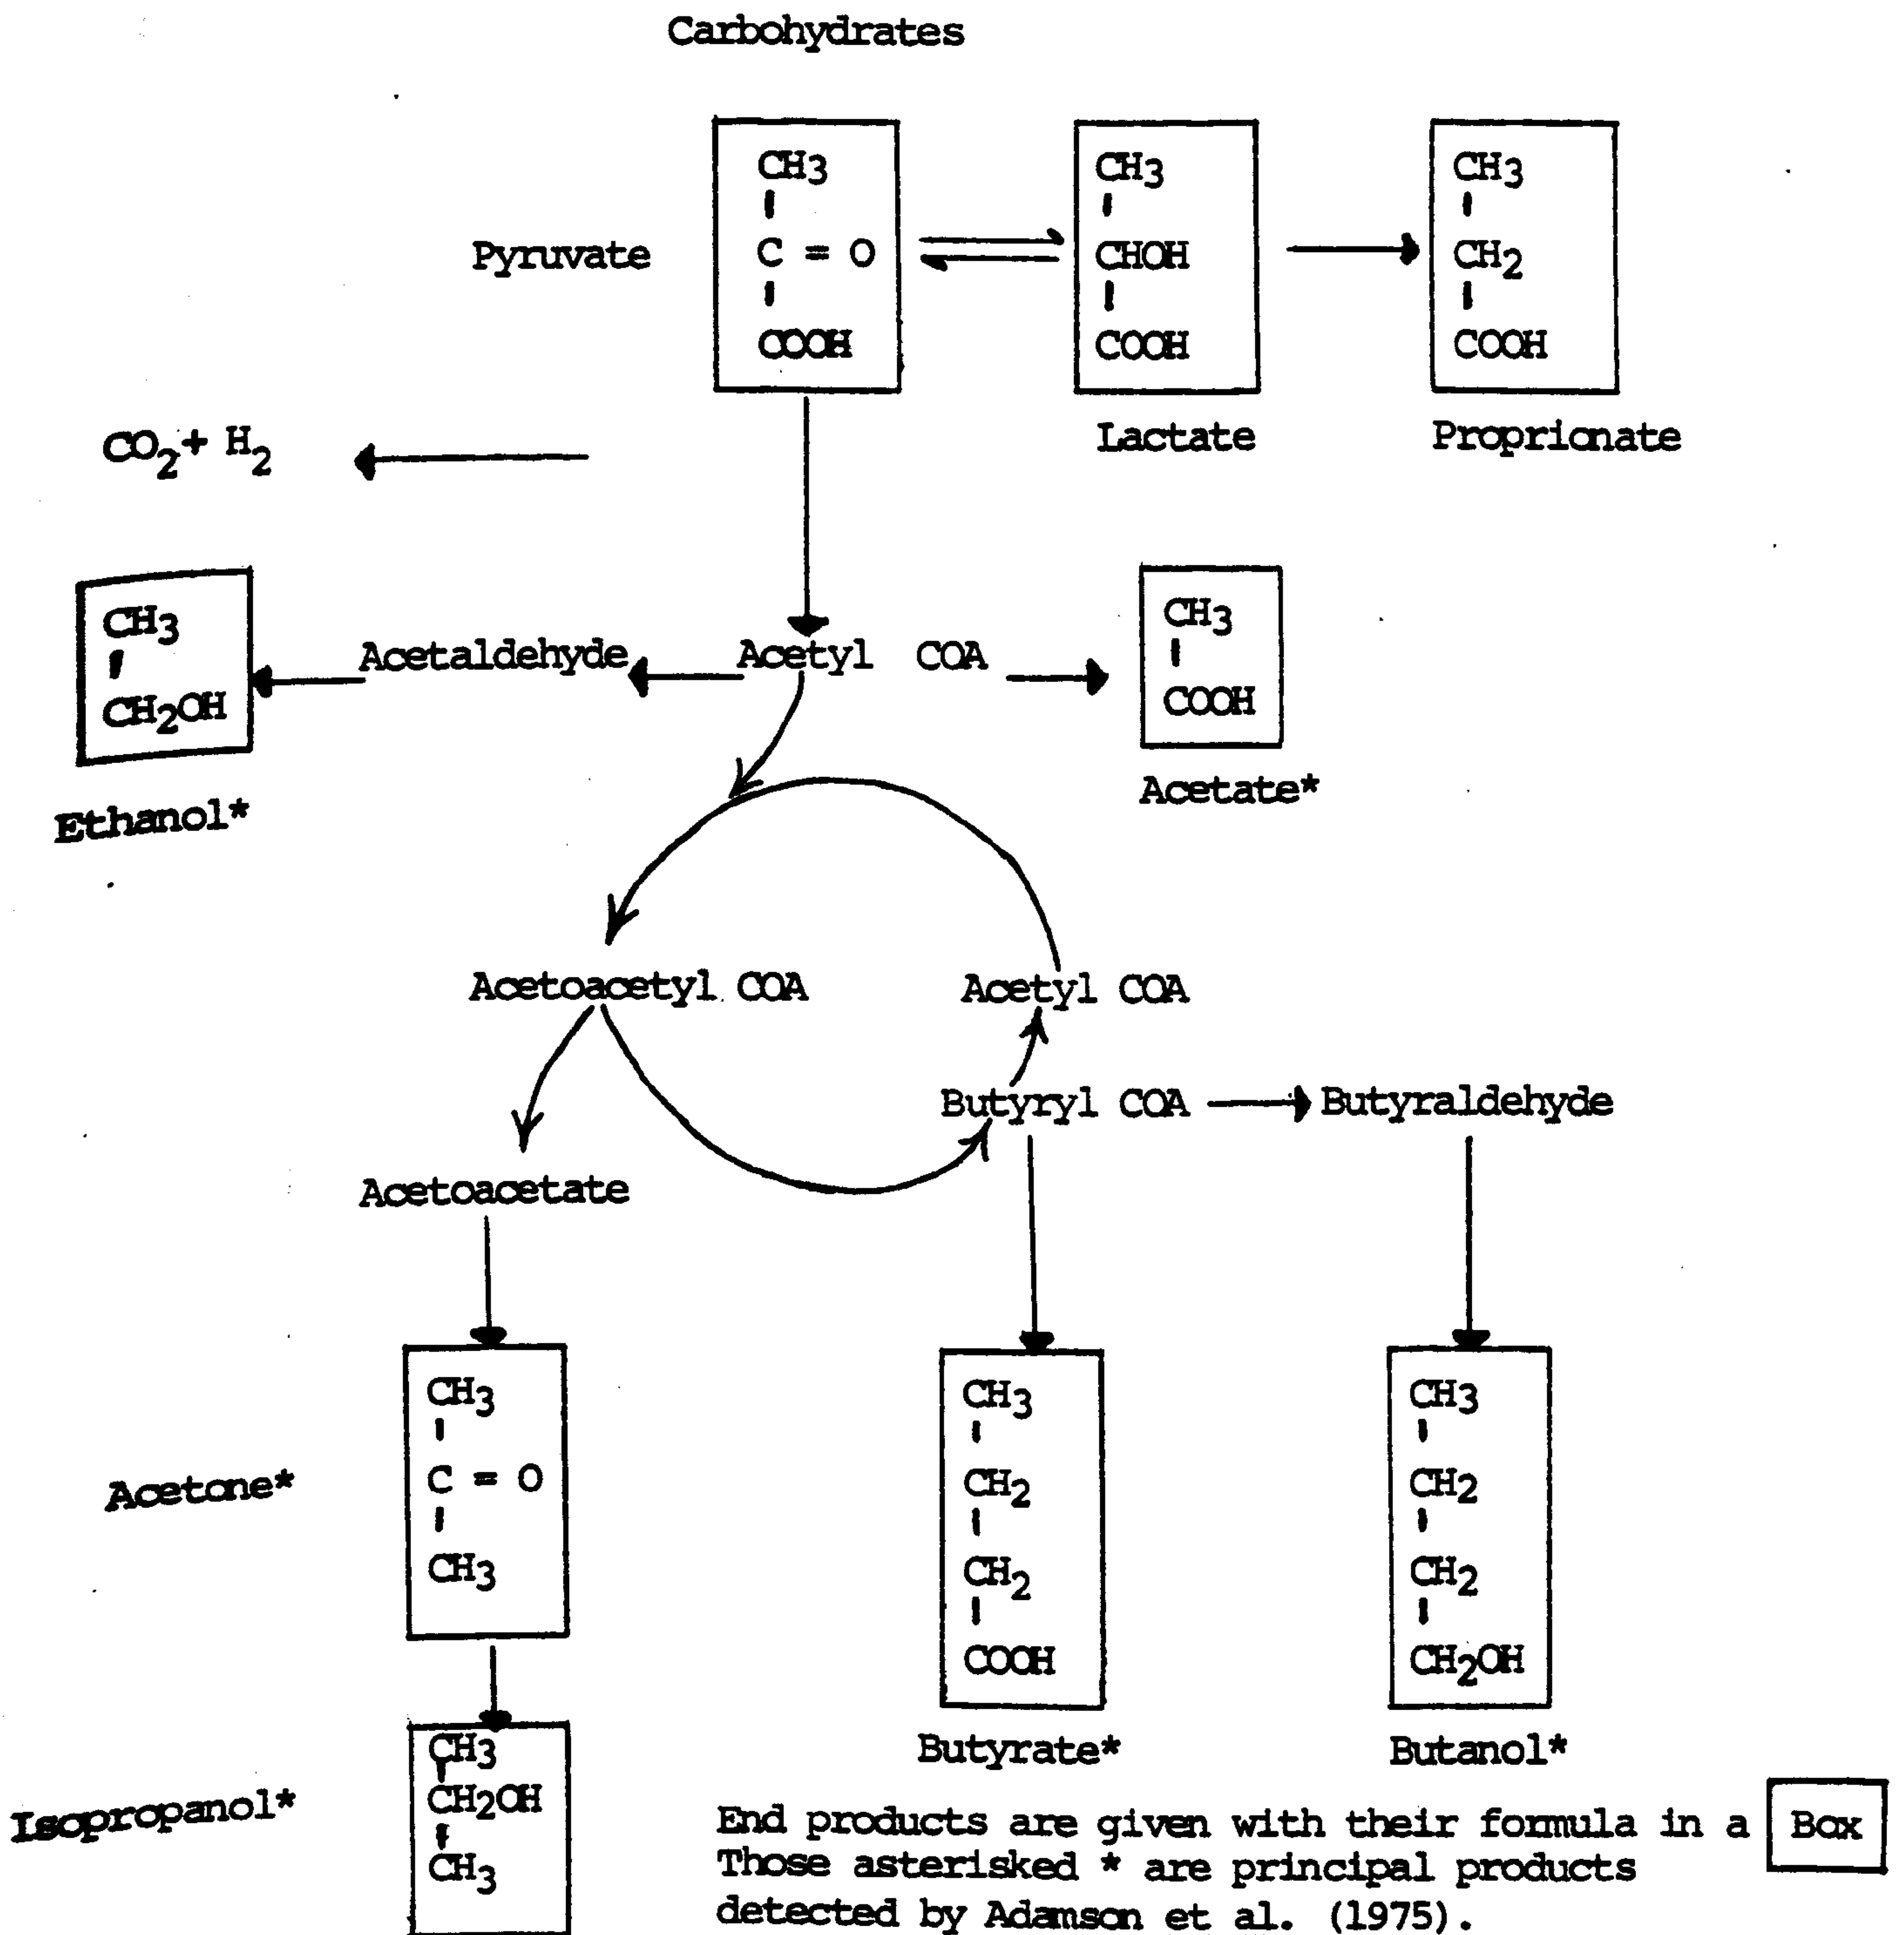 Carbohydrates
CH3
C = O
COOH
Pyruvate
CH3
CHOH
COOH
Lactate
CH3
CH2
COOH
Proprionate
CO2 + H2
CH3
CH2OH
Ethanol*
Acetaldehyde
Acetyl COA
CH3
COOH
Acetate*
Acetoacetyl COA
Acetyl COA
Butyryl COA
Butyraldehyde
Acetoacetate
Acetone*
CH3
C = O
CH3
CH3
CH2
CH2
COOH
Butyrate*
CH3
CH2
CH2
CH2OH
Butanol*
Isopropanol*
CH3
CH2OH
CH3
End products are given with their formula in a Box
Those asterisked * are principal products
detected by Adamson et al. (1975).